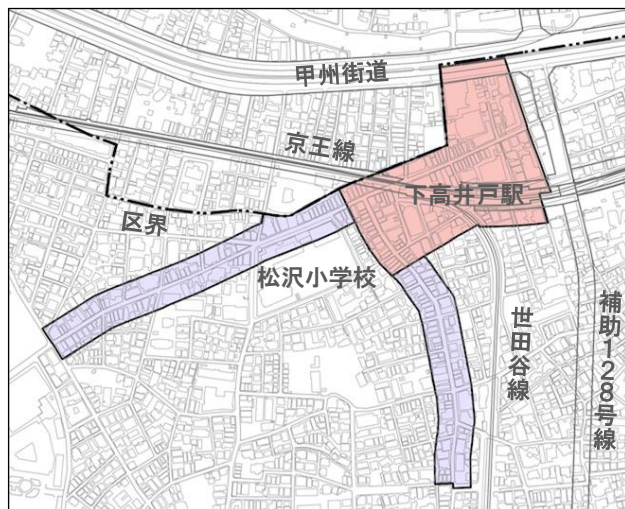 甲州街道
京王線
下高井戸駅
区界
松沢小学校
世田谷線
補助128号線